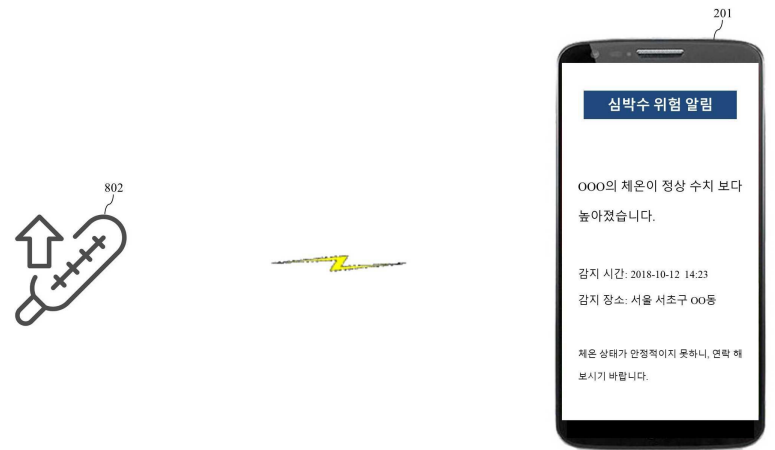 201
심박수 위험 알림
OOO의 체온이 정상 수치 보다
높아졌습니다.
802
감지 시간: 2018-10-12 14:23
감지 장소: 서울 서초구 OO동
체온 상태가 안정적이지 못하니, 연락 해
보시기 바랍니다.